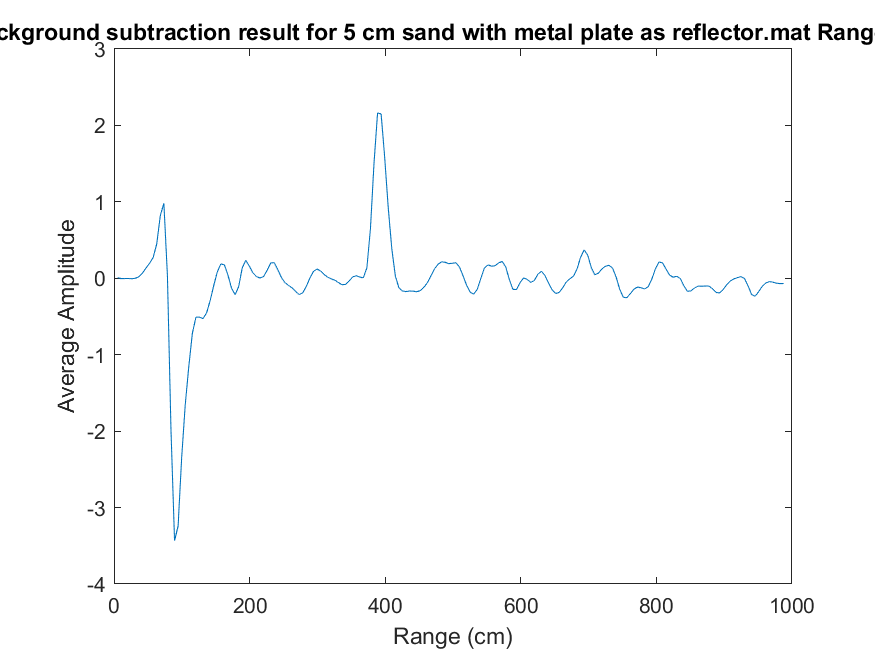 ckground subtraction result for 5 cm sand with metal plate as reflector.mat Rang
3
2
1
0
-1
-2
-3
-4
Average Amplitude
0 200 400 600 800 1000
Range (cm)